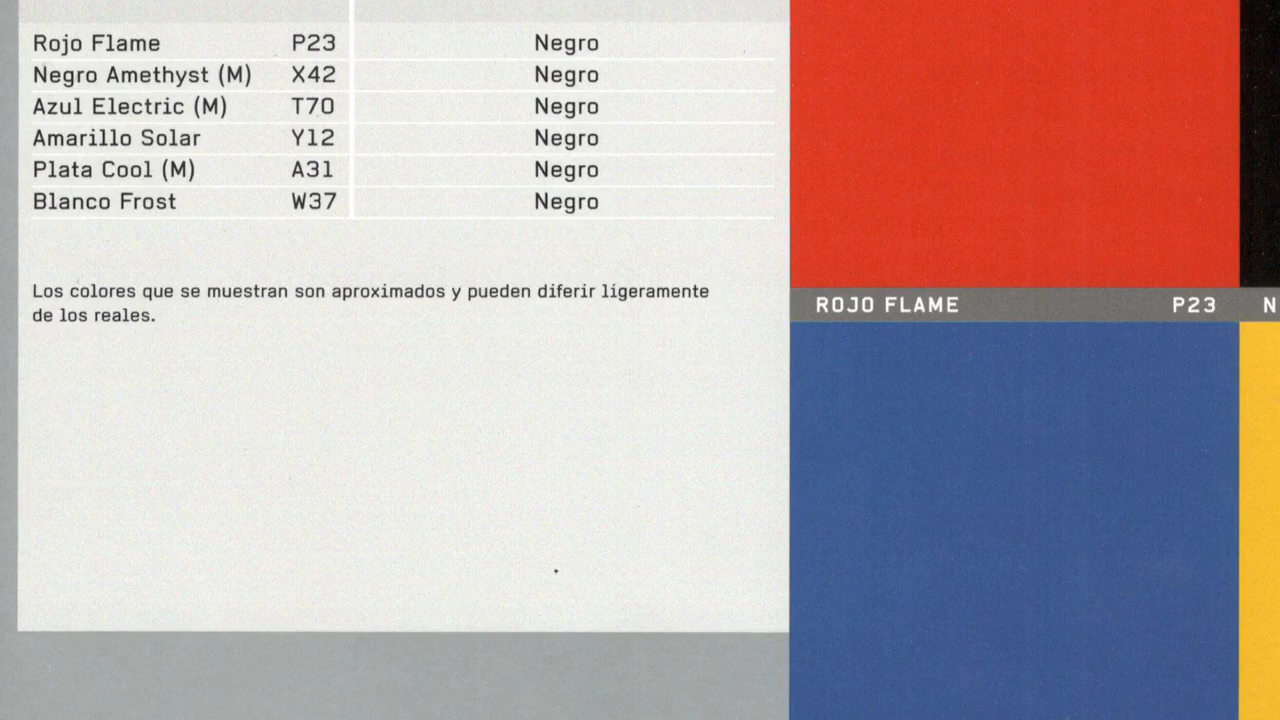 Rojo Flame P23 Negro
Negro Amethyst (M) X42 Negro
Azul Electric (M) T70 Negro
Amarillo Solar Y12 Negro
Plata Cool (M) A31 Negro
Blanco Frost W37 Negro
Los colores que se muestran son aproximados y pueden diferir ligeramente
de los reales.
ROJO FLAME P23 N